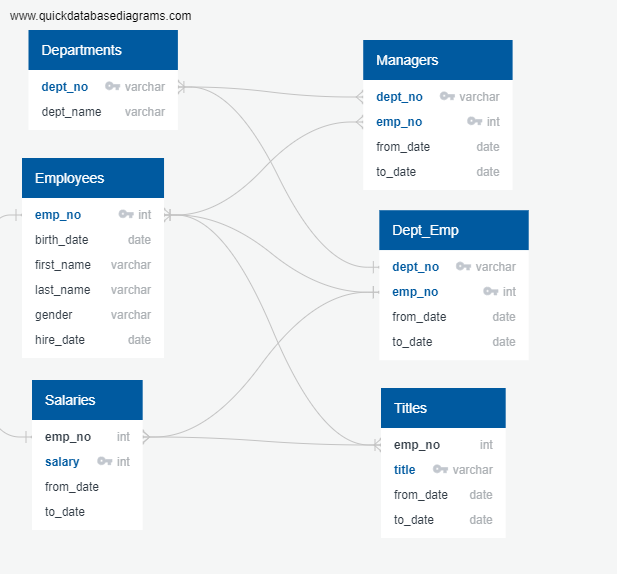 www.quickdatabasediagrams.com
Departments
dept_no varchar
dept_name varchar
Managers
dept_no varchar
emp_no int
from_date date
to_date date
Employees
emp_no int
birth_date date
first_name varchar
last_name varchar
gender varchar
hire_date date
Dept_Emp
dept_no varchar
emp_no int
from_date date
to_date date
Salaries
emp_no int
salary int
from_date
to_date
Titles
emp_no int
title varchar
from_date date
to_date date